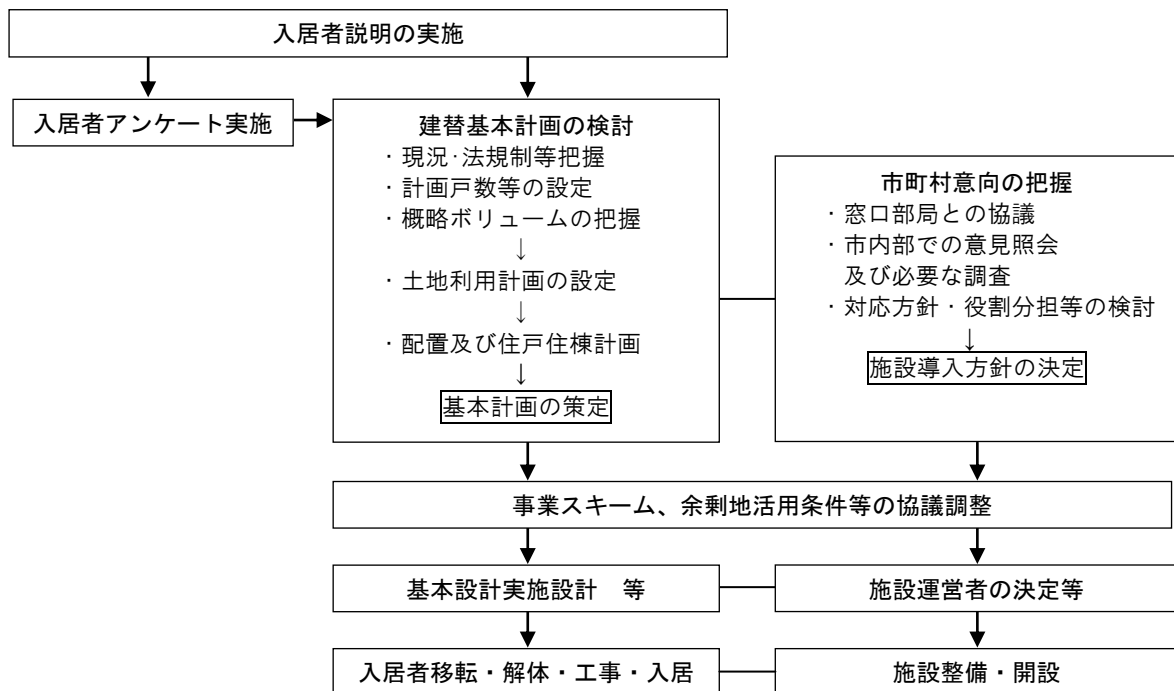 入居者説明の実施
入居者アンケート実施
建替基本計画の検討
・現況・法規制等把握
・計画戸数等の設定
・概略ボリュームの把握
↓
・土地利用計画の設定
↓
・配置及び住戸住棟計画
↓
基本計画の策定
市町村意向の把握
・窓口部局との協議
・市内部での意見照会
及び必要な調査
・対応方針・役割分担等の検討
↓
施設導入方針の決定
事業スキーム、余剰地活用条件等の協議調整
基本設計実施設計　等
施設運営者の決定等
入居者移転・解体・工事・入居
施設整備・開設